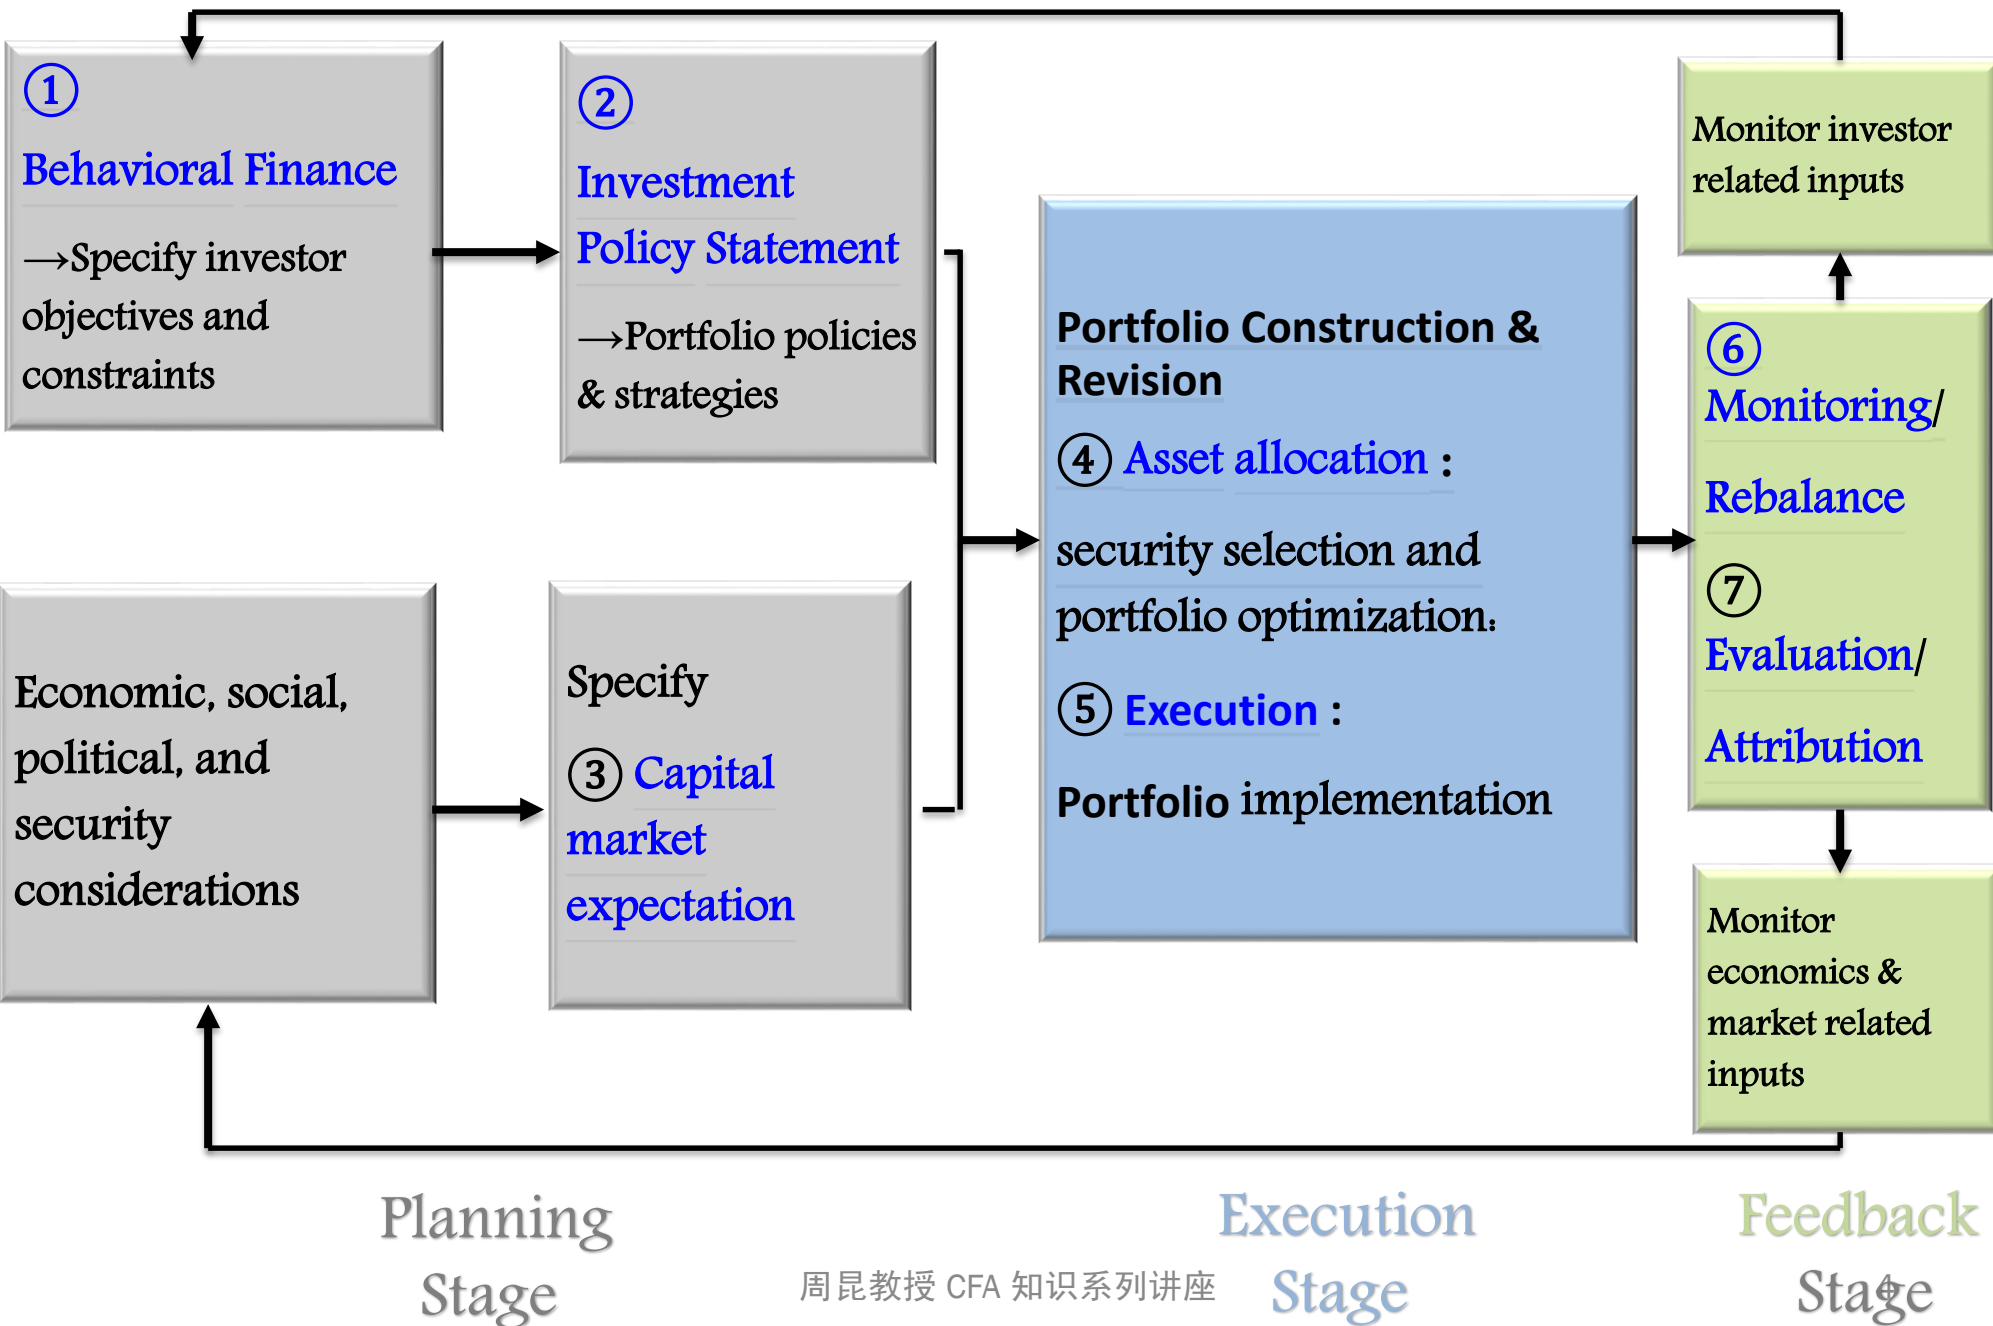 ①
Behavioral Finance
→Specify investor
objectives and
constraints
②
Investment
Policy Statement
→Portfolio policies
& strategies
Economic, social,
political, and
security
considerations
Specify
③ Capital
market
expectation
Portfolio Construction &
Revision
④ Asset allocation :
security selection and
portfolio optimization:
⑤ Execution :
Portfolio implementation
Monitor investor
related inputs
⑥
Monitoring/
Rebalance
⑦
Evaluation/
Attribution
Monitor
economics &
market related
inputs
Planning
Stage
Execution
Stage
Feedback
Stage
周昆教授 CFA 知识系列讲座